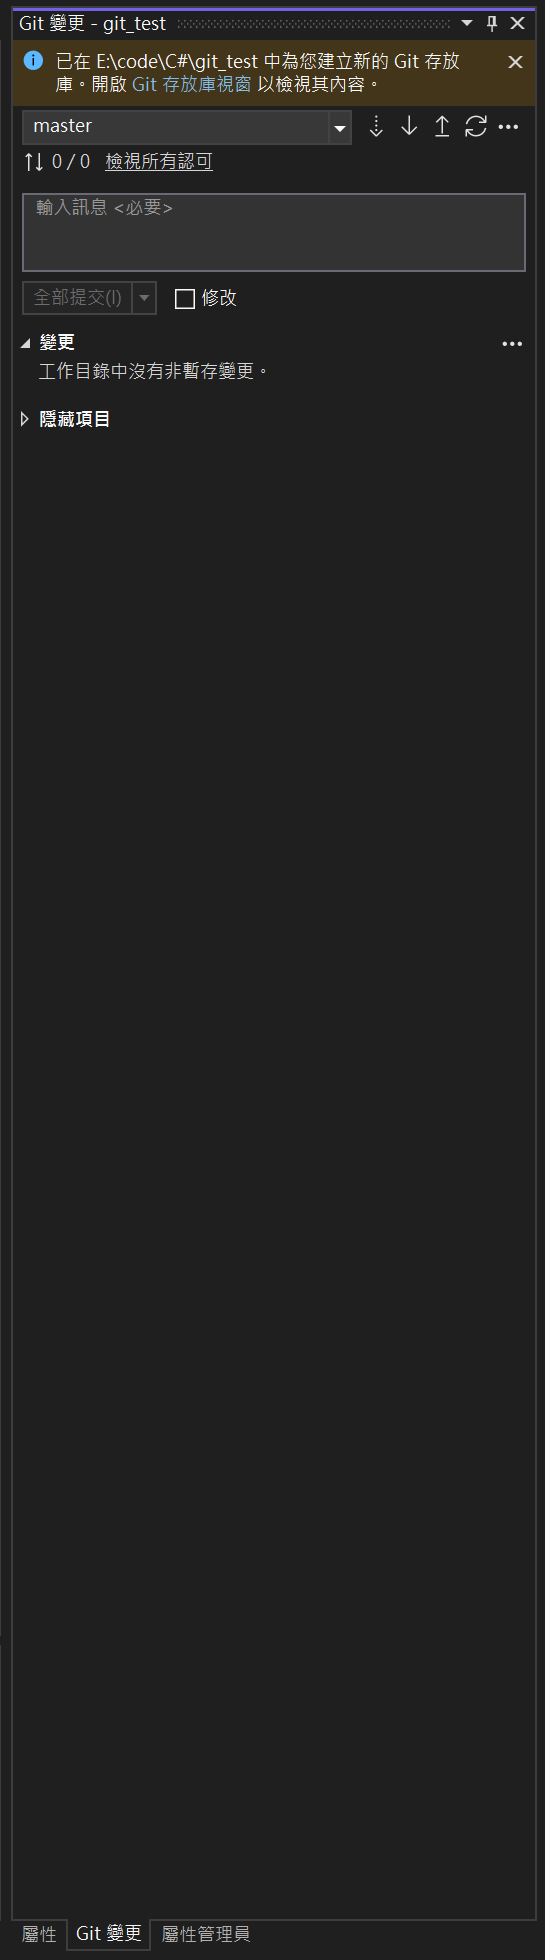 Git 變更 - git_test
已在 E:\code\C#\git_test 中為您建立新的 Git 存放
庫。開啟 Git 存放庫視窗 以檢視其內容。
master
0 / 0 檢視所有認可
輸入訊息 <必要>
全部提交(I) 修改
變更
工作目錄中沒有非暫存變更。
隱藏項目
屬性 Git 變更 屬性管理員